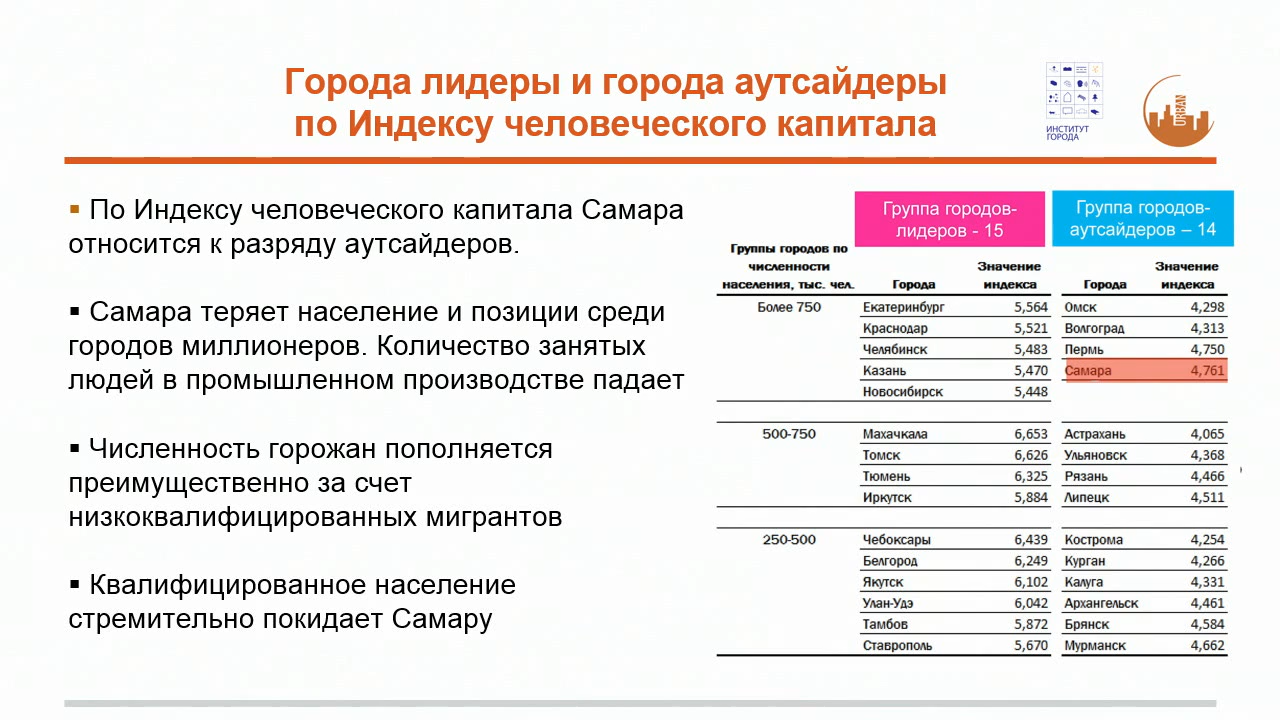 Города лидеры и города аутсайдеры
по Индексу человеческого капитала
ИНСТИТУТ
ГОРОДА
URBAN
▪ По Индексу человеческого капитала Самара
относится к разряду аутсайдеров.
▪ Самара теряет население и позиции среди
городов миллионеров. Количество занятых
людей в промышленном производстве падает
▪ Численность горожан пополняется
преимущественно за счет
низкоквалифицированных мигрантов
▪ Квалифицированное население
стремительно покидает Самару
Группа городов-
лидеров - 15
Группа городов-
аутсайдеров – 14
Группы городов по
численности
населения, тыс. чел.
Города
Значение
индекса
Города
Значение
индекса
Более 750 Екатеринбург 5,564 Омск 4,298
Краснодар 5,521 Волгоград 4,313
Челябинск 5,483 Пермь 4,750
Казань 5,470 Самара 4,761
Новосибирск 5,448
500-750 Махачкала 6,653 Астрахань 4,065
Томск 6,626 Ульяновск 4,368
Тюмень 6,325 Рязань 4,466
Иркутск 5,884 Липецк 4,511
250-500 Чебоксары 6,439 Кострома 4,254
Белгород 6,249 Курган 4,266
Якутск 6,102 Калуга 4,331
Улан-Удэ 6,042 Архангельск 4,461
Тамбов 5,872 Брянск 4,584
Ставрополь 5,670 Мурманск 4,662